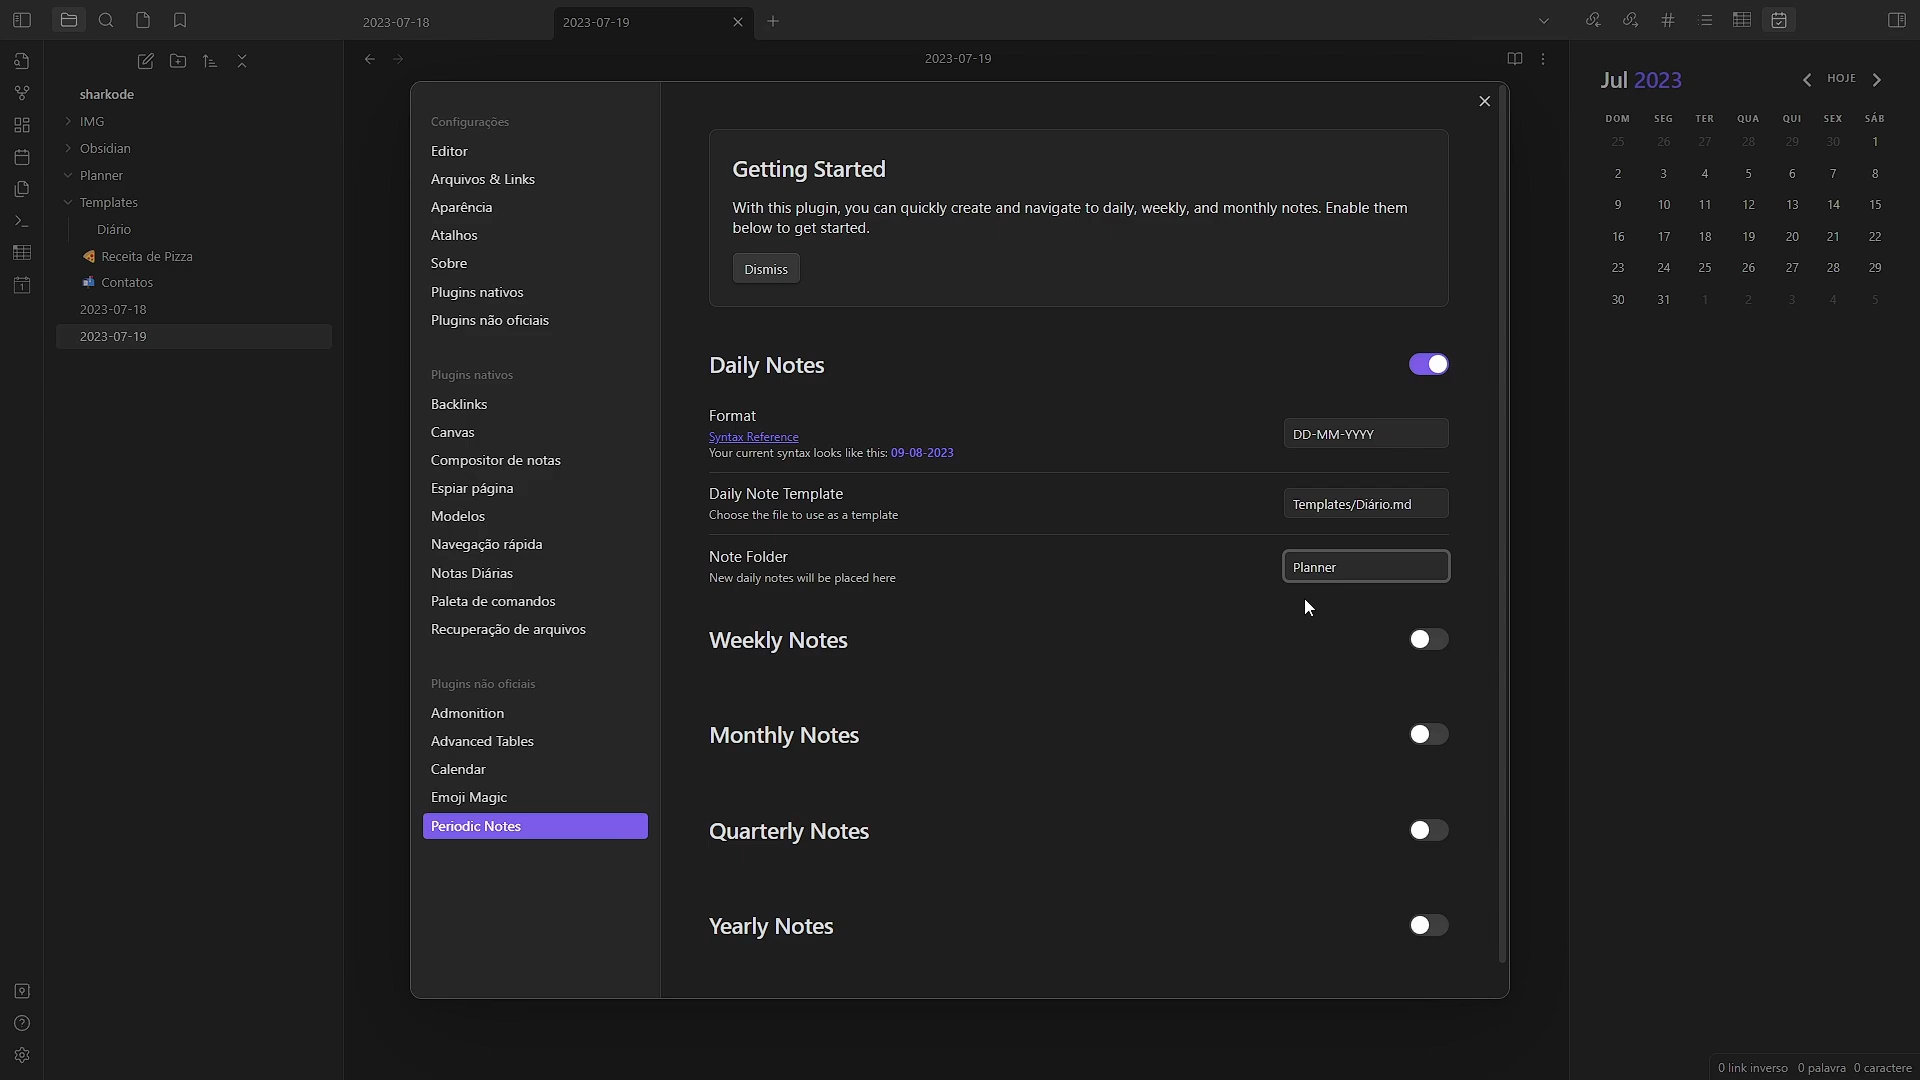 2023-07-18
2023-07-19
sharkode
IMG
Obsidian
Planner
Templates
Diário
Receita de Pizza
Contatos
2023-07-18
2023-07-19
2023-07-19
Configurações
Editor
Arquivos & Links
Aparência
Atalhos
Sobre
Plugins nativos
Plugins não oficiais
Plugins nativos
Backlinks
Canvas
Compositor de notas
Espiar página
Modelos
Navegação rápida
Notas Diárias
Paleta de comandos
Recuperação de arquivos
Plugins não oficiais
Admonition
Advanced Tables
Calendar
Emoji Magic
Periodic Notes
Getting Started
With this plugin, you can quickly create and navigate to daily, weekly, and monthly notes. Enable them
below to get started.
Dismiss
Daily Notes
Format
Syntax Reference
Your current syntax looks like this: 09-08-2023
DD-MM-YYYY
Daily Note Template
Choose the file to use as a template
Templates/Diário.md
Note Folder
New daily notes will be placed here
Planner
Weekly Notes
Monthly Notes
Quarterly Notes
Yearly Notes
Jul 2023
HOJE
DOM SEG TER QUA QUI SEX SÁB
25 26 27 28 29 30 1
2 3 4 5 6 7 8
9 10 11 12 13 14 15
16 17 18 19 20 21 22
23 24 25 26 27 28 29
30 31 1 2 3 4 5
0 link inverso 0 palavra 0 caractere